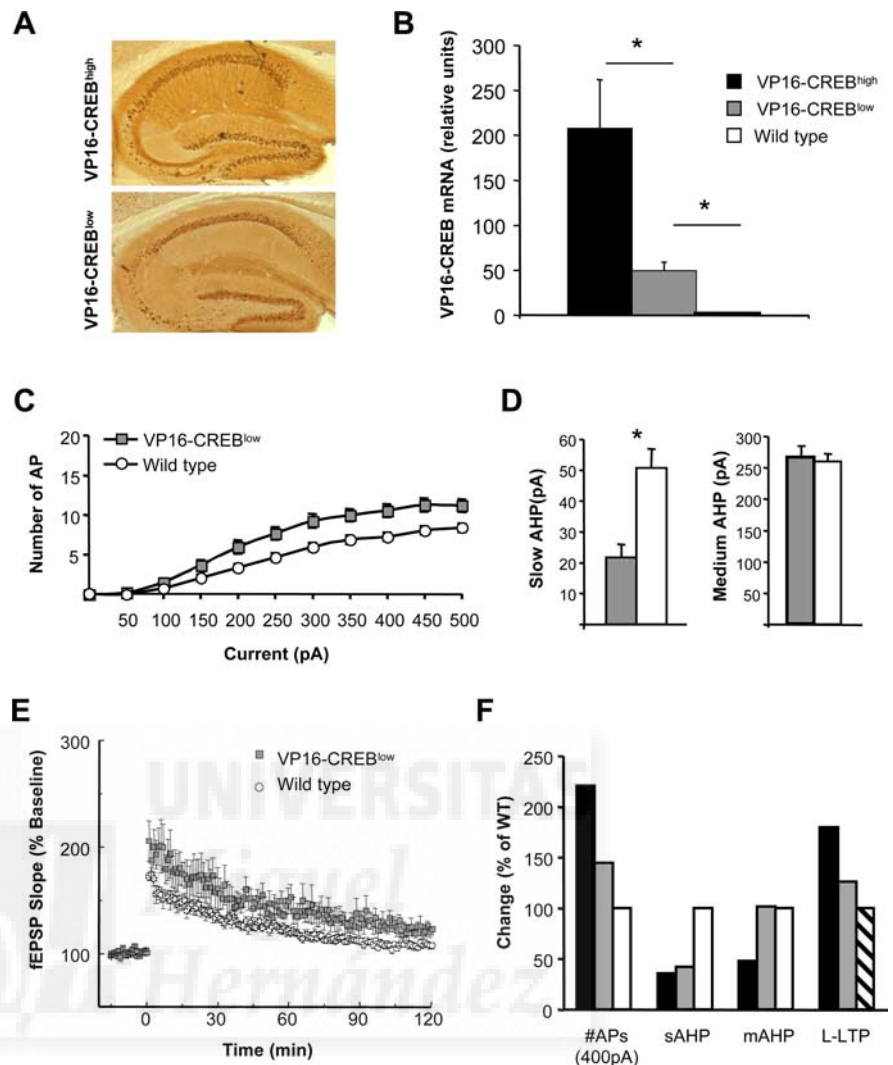 A
VP16-CREBhigh
VP16-CREBlow
B
VP16-CREB mRNA (relative units)
300
250
200
150
100
50
0
*
*
VP16-CREBhigh
VP16-CREBlow
Wild type
C
VP16-CREBlow
Wild type
Number of AP
20
15
10
5
50 100 150 200 250 300 350 400 450 500
Current (pA)
D
Slow AHP(pA)
60
50
40
30
20
10
*
Medium AHP (pA)
300
250
200
150
100
50
E
VP16-CREBlow
Wild type
fEPSP Slope (% Baseline)
300
200
100
0 30 60 90 120
Time (min)
UNIVERSITAS
Miguel
Hernández
F
Change (% of WT)
250
200
150
100
50
0
#APs sAHP mAHP L-LTP
(400pA)